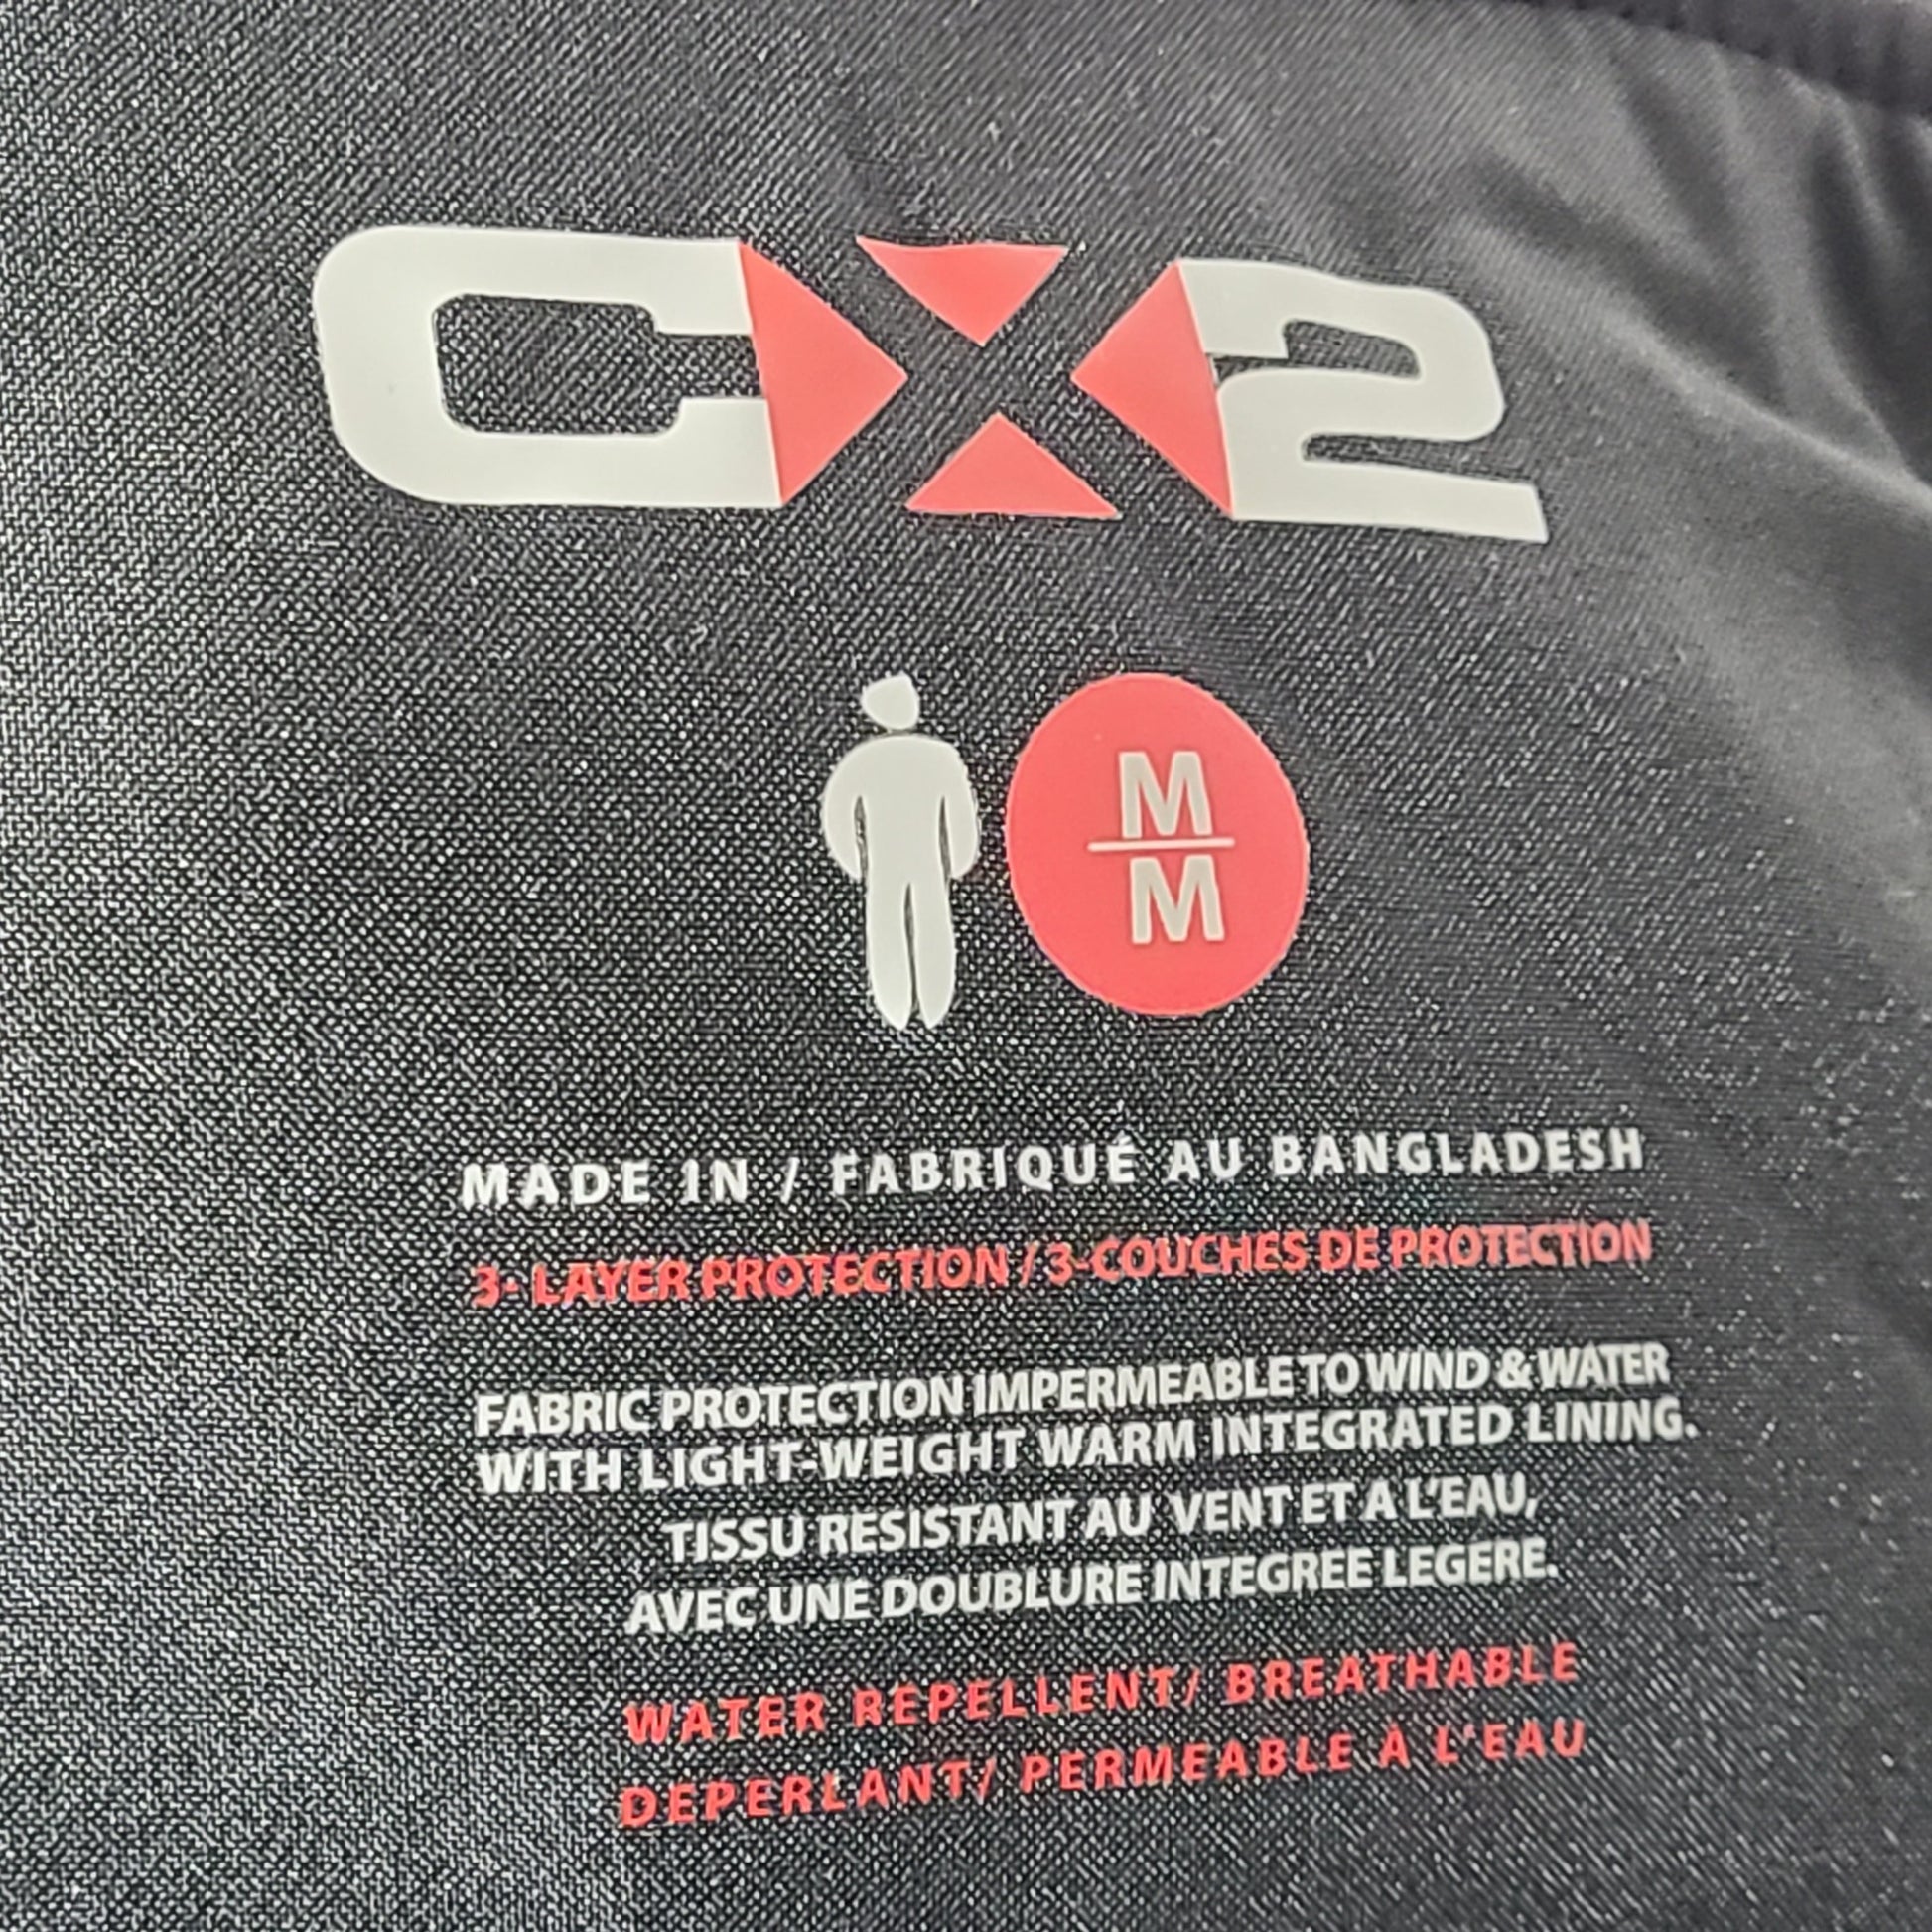 CX2
M
M
MADE IN / FABRIQUÉ AU BANGLADESH
3- LAYER PROTECTION / 3-COUCHES DE PROTECTION
FABRIC PROTECTION IMPERMEABLE TO WIND & WATER
WITH LIGHT-WEIGHT WARM INTEGRATED LINING.
TISSU RESISTANT AU VENT ET A L'EAU,
AVEC UNE DOUBLURE INTEGREE LEGERE.
WATER REPELLENT/ BREATHABLE
DEPERLANT/ PERMEABLE À L'EAU